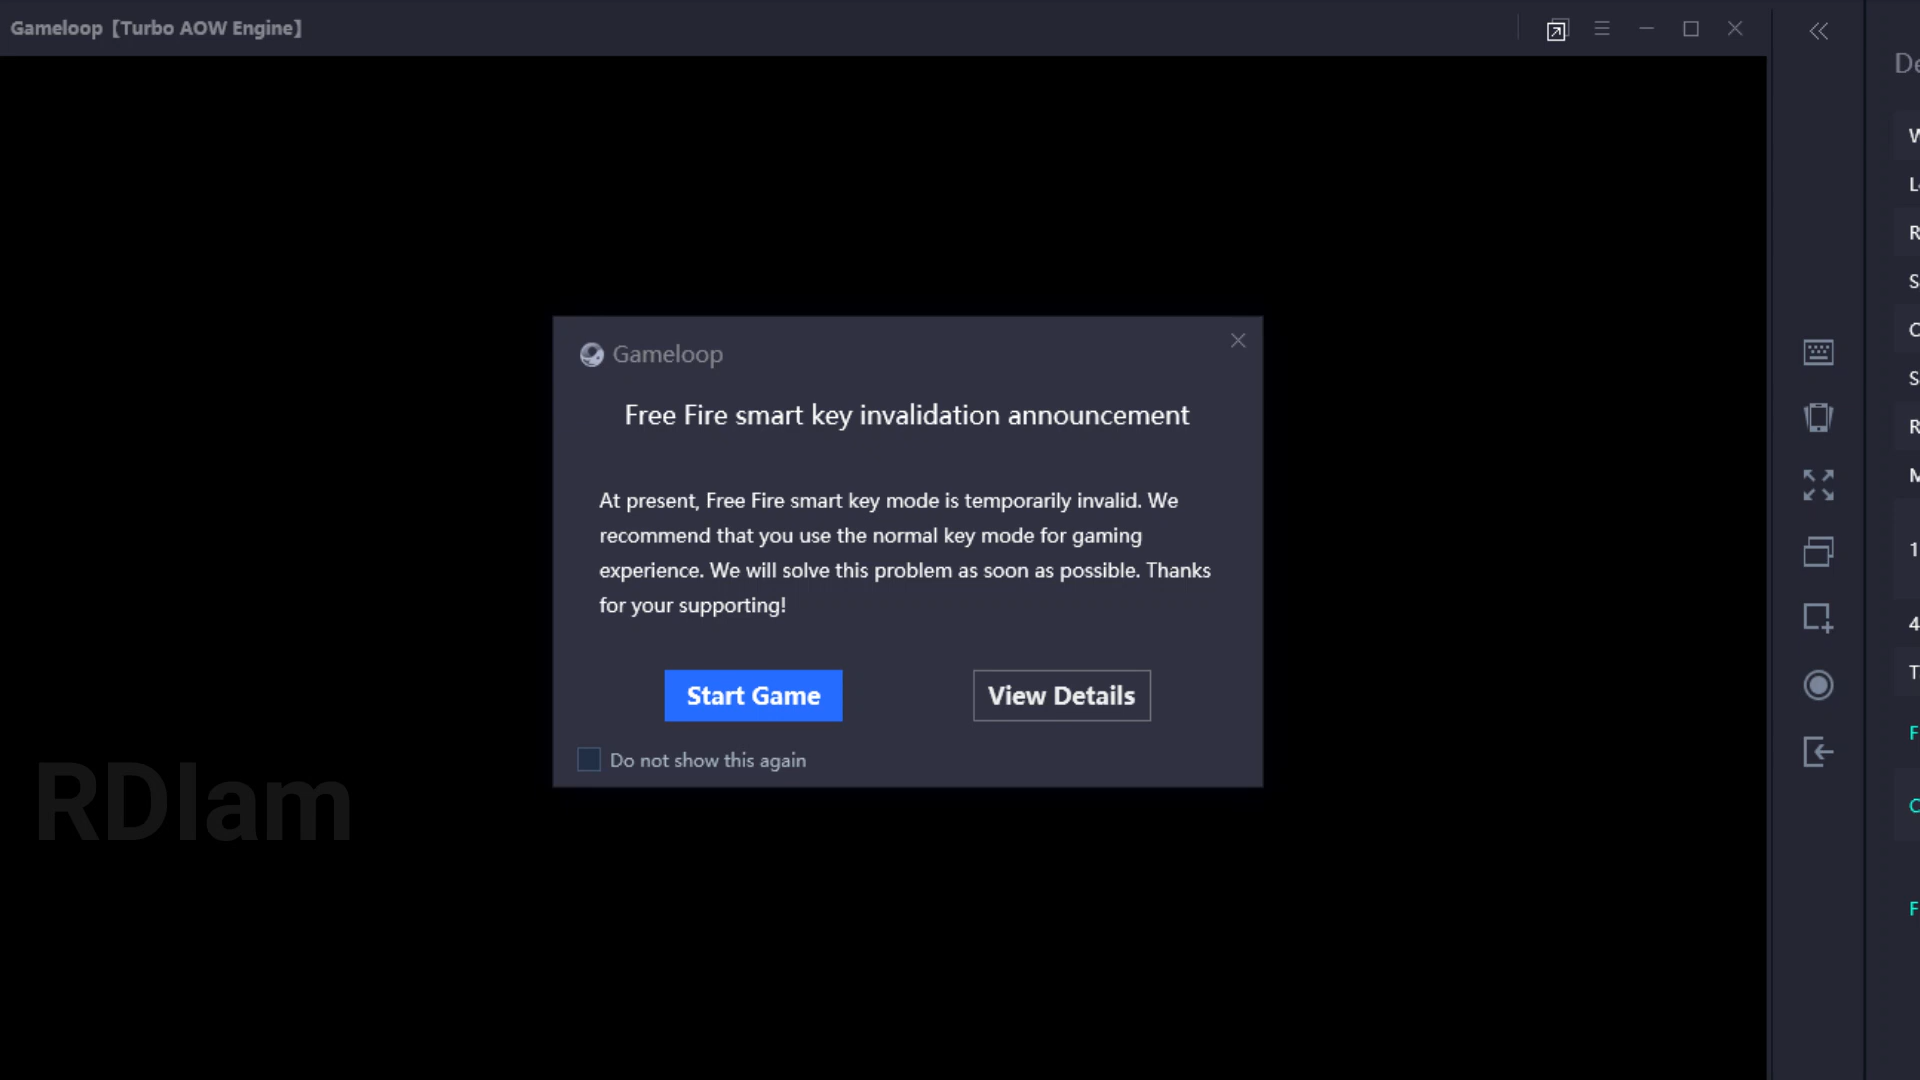 Gameloop【Turbo AOW Engine】
Gameloop
Free Fire smart key invalidation announcement
At present, Free Fire smart key mode is temporarily invalid. We
recommend that you use the normal key mode for gaming
experience. We will solve this problem as soon as possible. Thanks
for your supporting!
Start Game
View Details
Do not show this again
RDIam